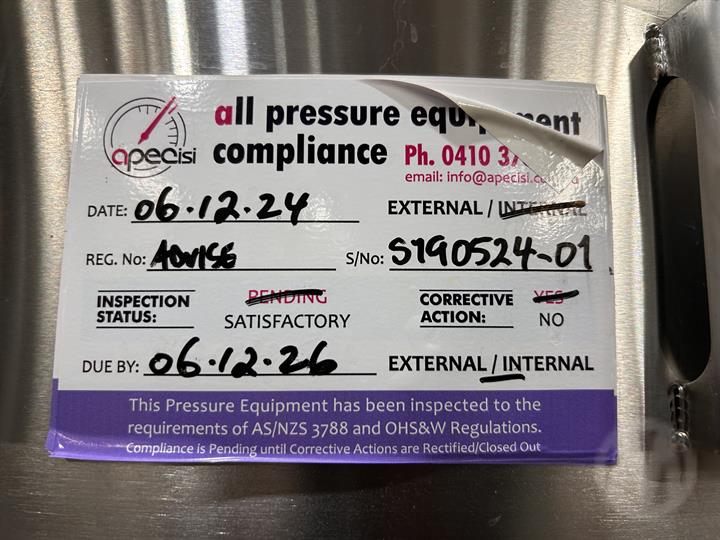 apecisi
all pressure equ
compliance Ph. 0410 37
email: info@apecisi.c
DATE: 06.12.24 EXTERNAL / INTERNAL
REG. No: ADVISE S/No: S190524-01
INSPECTION STATUS: PENDING SATISFACTORY
CORRECTIVE ACTION: YES NO
DUE BY: 06.12.26 EXTERNAL / INTERNAL
This Pressure Equipment has been inspected to the
requirements of AS/NZS 3788 and OHS&W Regulations.
Compliance is Pending until Corrective Actions are Rectified/Closed Out